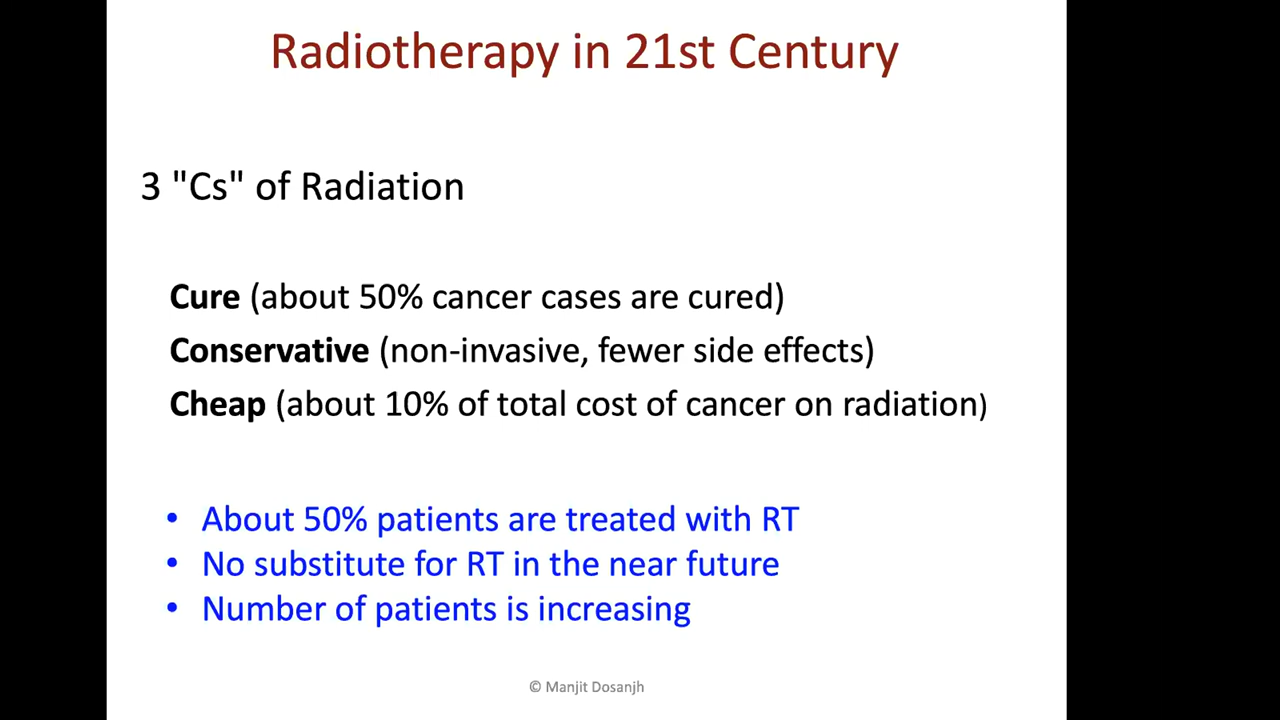 Radiotherapy in 21st Century
3 "Cs" of Radiation
Cure (about 50% cancer cases are cured)
Conservative (non-invasive, fewer side effects)
Cheap (about 10% of total cost of cancer on radiation)
• About 50% patients are treated with RT
• No substitute for RT in the near future
• Number of patients is increasing
© Manjit Dosanjh